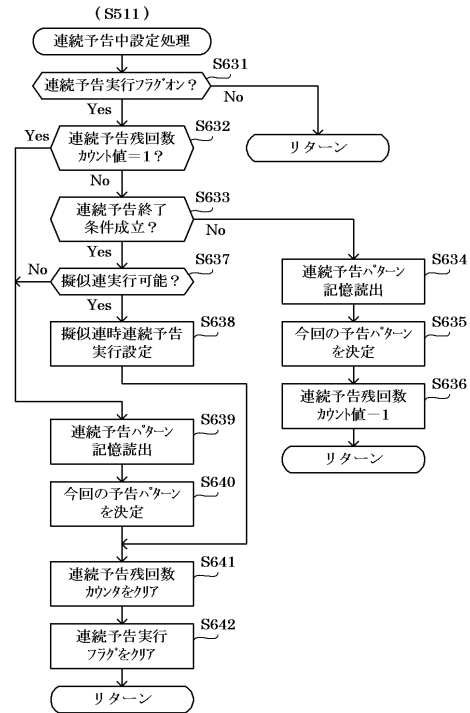 (S511)
連続予告中設定処理
S631
連続予告実行フラグオン?
No
Yes
リターン
S632
Yes
連続予告残回数
カウント値=1?
No
S633
連続予告終了
条件成立?
No
Yes
S637
No
擬似連実行可能?
Yes
S638
擬似連時連続予告
実行設定
S634
連続予告パターン
記憶読出
S635
今回の予告パターン
を決定
S636
連続予告残回数
カウント値-1
リターン
S639
連続予告パターン
記憶読出
S640
今回の予告パターン
を決定
S641
連続予告残回数
カウンタをクリア
S642
連続予告実行
フラグをクリア
リターン